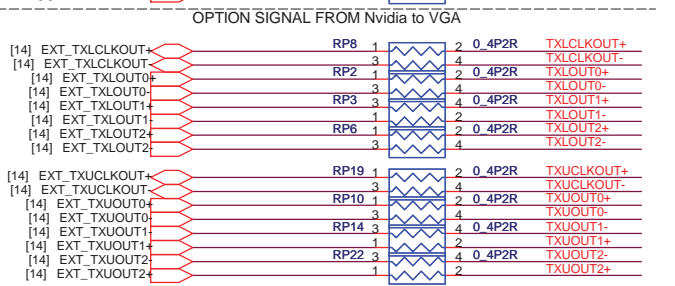 OPTION SIGNAL FROM Nvidia to VGA
[14] EXT_TXLCLKOUT+ RP8 1 2 0_4P2R TXLCLKOUT+
[14] EXT_TXLCLKOUT- 3 4 TXLCLKOUT-
[14] EXT_TXLOUT0+ RP2 1 2 0_4P2R TXLOUT0+
[14] EXT_TXLOUT0- 3 4 TXLOUT0-
[14] EXT_TXLOUT1+ RP3 3 4 0_4P2R TXLOUT1+
[14] EXT_TXLOUT1- 1 2 TXLOUT1-
[14] EXT_TXLOUT2+ RP6 1 2 0_4P2R TXLOUT2+
[14] EXT_TXLOUT2- 3 4 TXLOUT2-
[14] EXT_TXUCLKOUT+ RP19 1 2 0_4P2R TXUCLKOUT+
[14] EXT_TXUCLKOUT- 3 4 TXUCLKOUT-
[14] EXT_TXUOUT0+ RP10 1 2 0_4P2R TXUOUT0+
[14] EXT_TXUOUT0- 3 4 TXUOUT0-
[14] EXT_TXUOUT1- RP14 3 4 0_4P2R TXUOUT1-
[14] EXT_TXUOUT1+ 1 2 TXUOUT1+
[14] EXT_TXUOUT2- RP22 3 4 0_4P2R TXUOUT2-
[14] EXT_TXUOUT2+ 1 2 TXUOUT2+